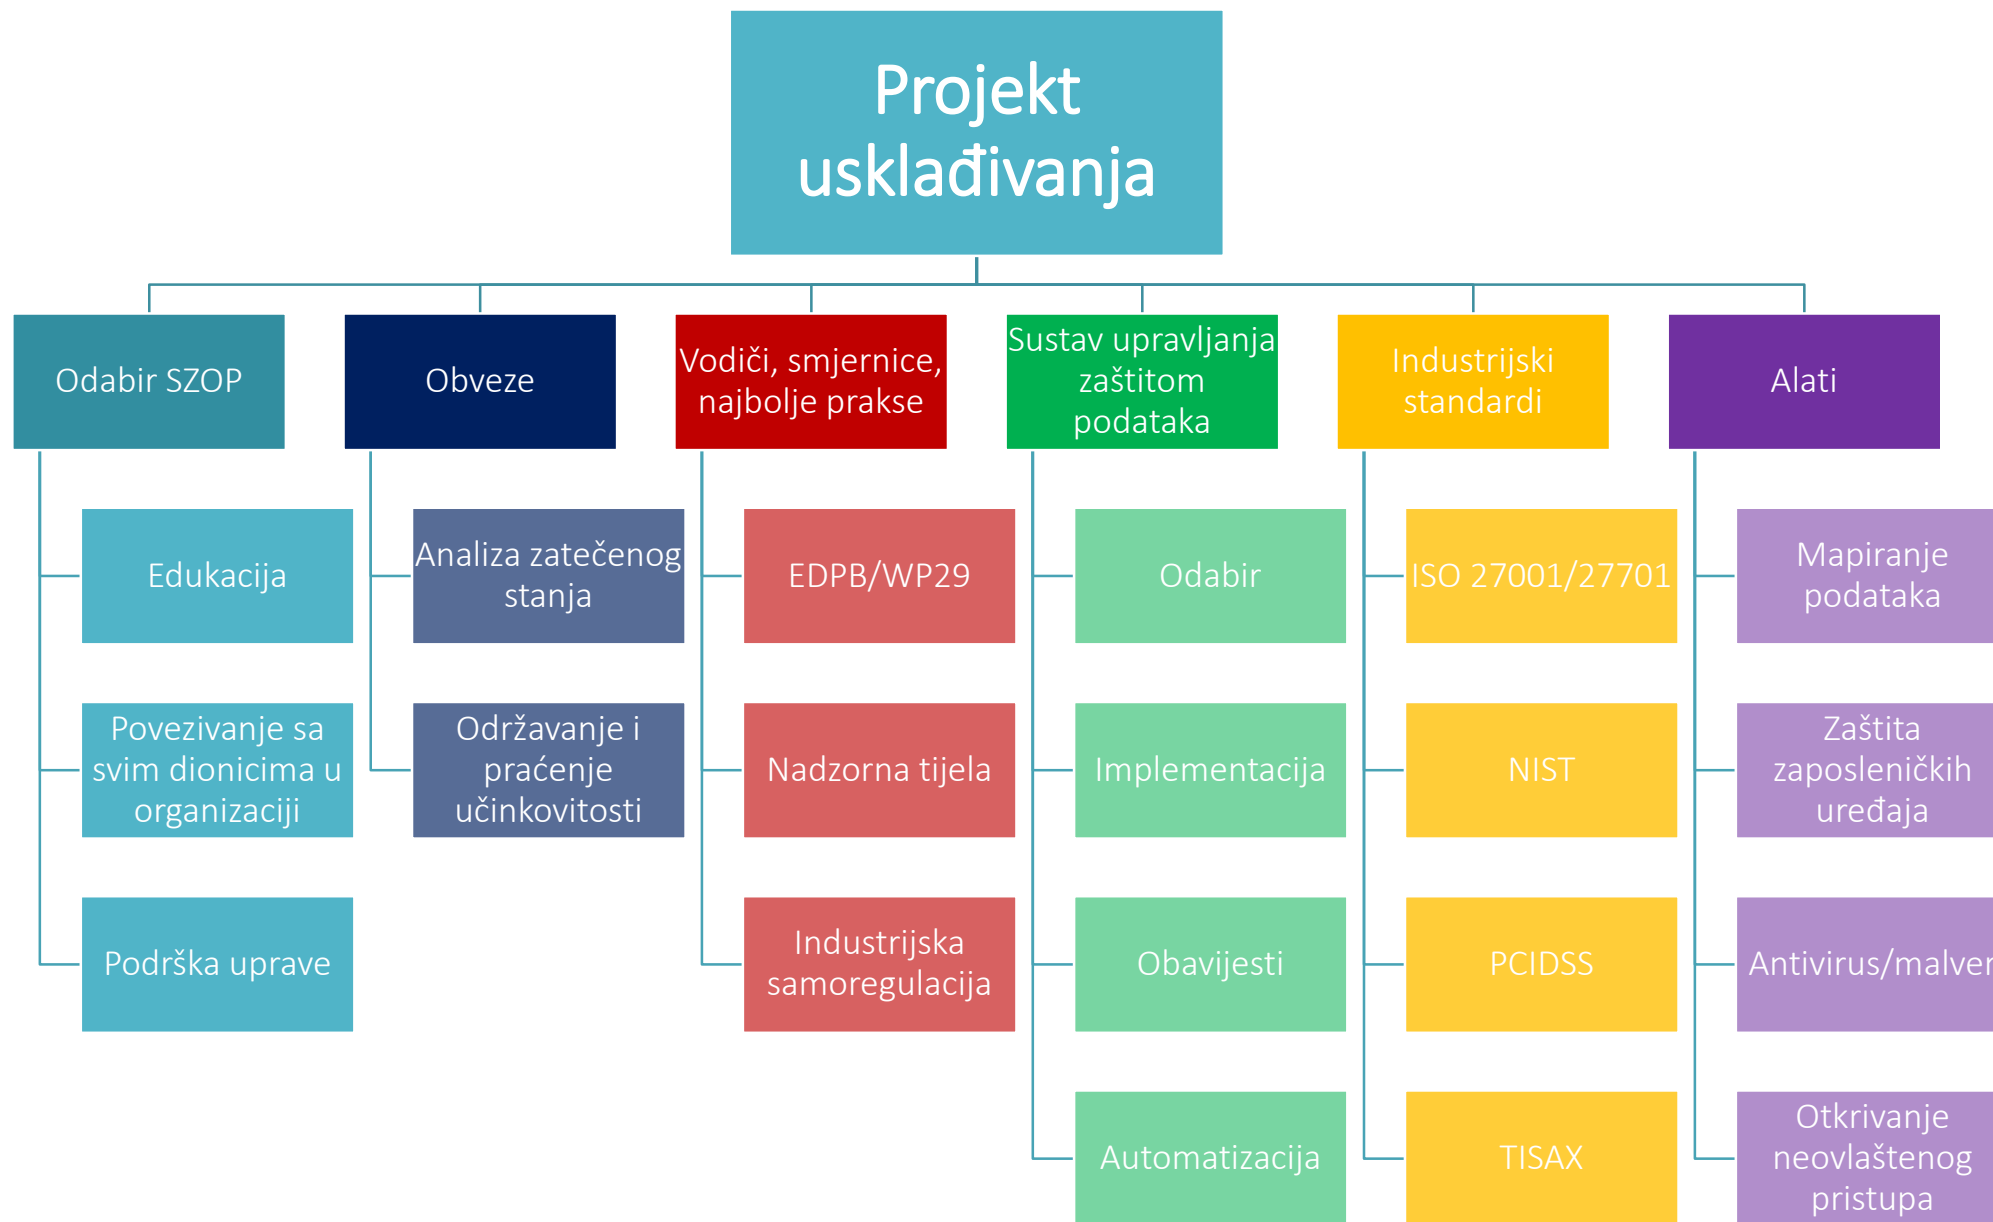 Projekt
usklađivanja
Odabir SZOP
Edukacija
Povezivanje sa
svim dionicima u
organizaciji
Podrška uprave
Obveze
Analiza zatečenog
stanja
Održavanje i
praćenje
učinkovitosti
Vodiči, smjernice,
najbolje prakse
EDPB/WP29
Nadzorna tijela
Industrijska
samoregulacija
Sustav upravljanja
zaštitom
podataka
Odabir
Implementacija
Obavijesti
Automatizacija
Industrijski
standardi
ISO 27001/27701
NIST
PCIDSS
TISAX
Alati
Mapiranje
podataka
Zaštita
zaposleničkih
uređaja
Antivirus/malver
Otkrivanje
neovlaštenog
pristupa